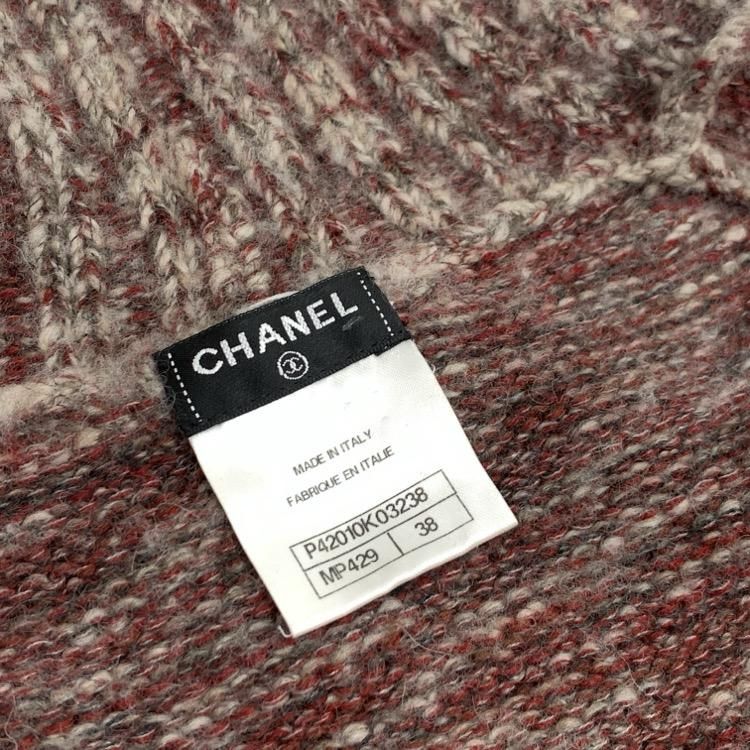 CHANEL
MADE IN ITALY
FABRIQUE EN ITALIE
P42010K03238
MP429 38